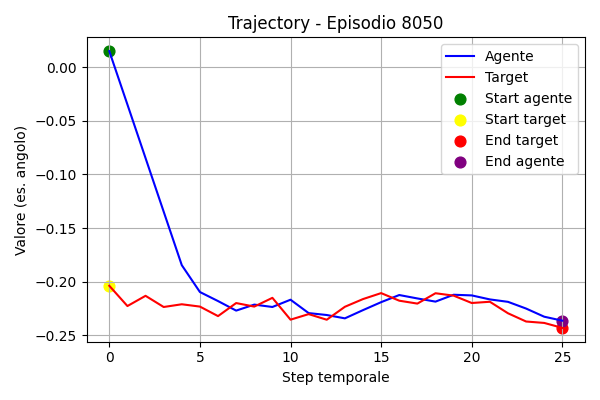 Trajectory - Episodio 8050
Valore (es. angolo)
0.00
−0.05
−0.10
−0.15
−0.20
−0.25
Agente
Target
Start agente
Start target
End target
End agente
0 5 10 15 20 25
Step temporale